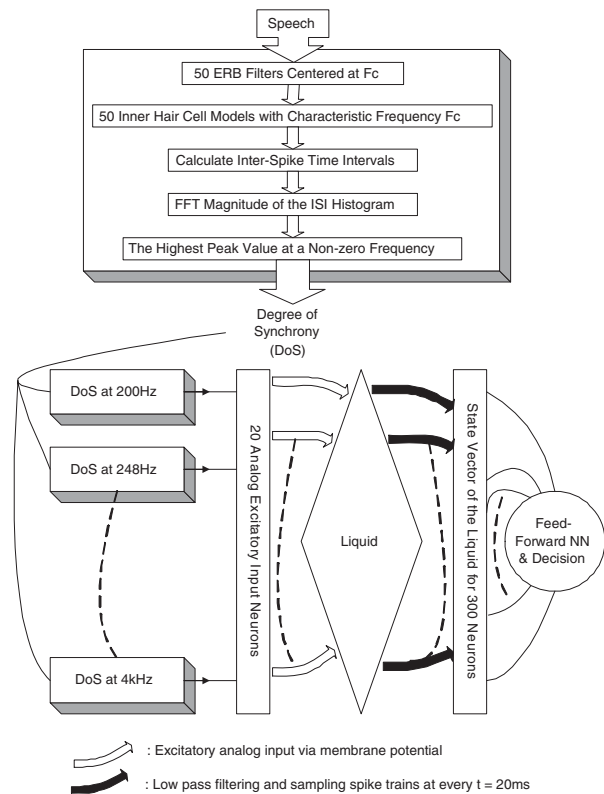 Speech
50 ERB Filters Centered at Fc
50 Inner Hair Cell Models with Characteristic Frequency Fc
Calculate Inter-Spike Time Intervals
FFT Magnitude of the ISI Histogram
The Highest Peak Value at a Non-zero Frequency
Degree of
Synchrony
(DoS)
DoS at 200Hz
DoS at 248Hz
DoS at 4kHz
20 Analog Excitatory Input Neurons
Liquid
State Vector of the Liquid for 300 Neurons
Feed-
Forward NN
& Decision
: Excitatory analog input via membrane potential
: Low pass filtering and sampling spike trains at every t = 20ms